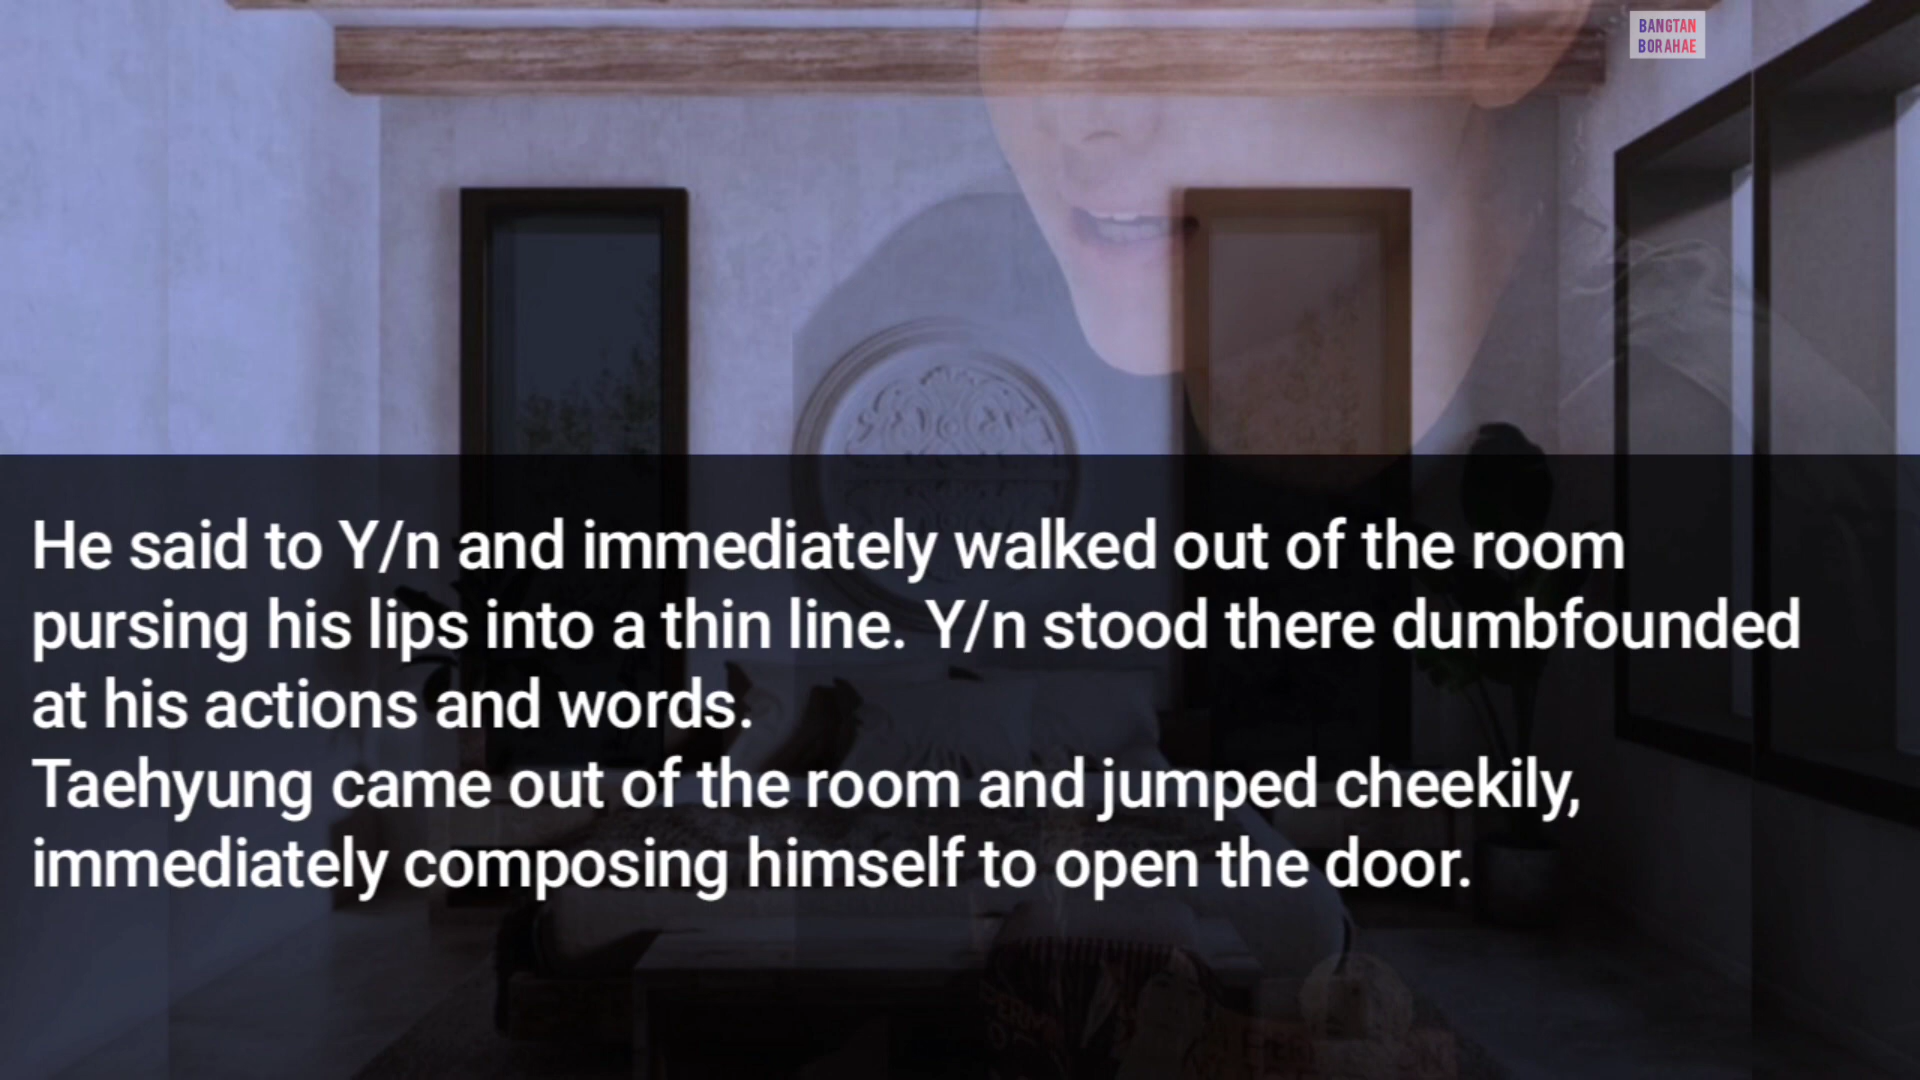 BANGTAN
BORAHAE
He said to Y/n and immediately walked out of the room
pursing his lips into a thin line. Y/n stood there dumbfounded
at his actions and words.
Taehyung came out of the room and jumped cheekily,
immediately composing himself to open the door.